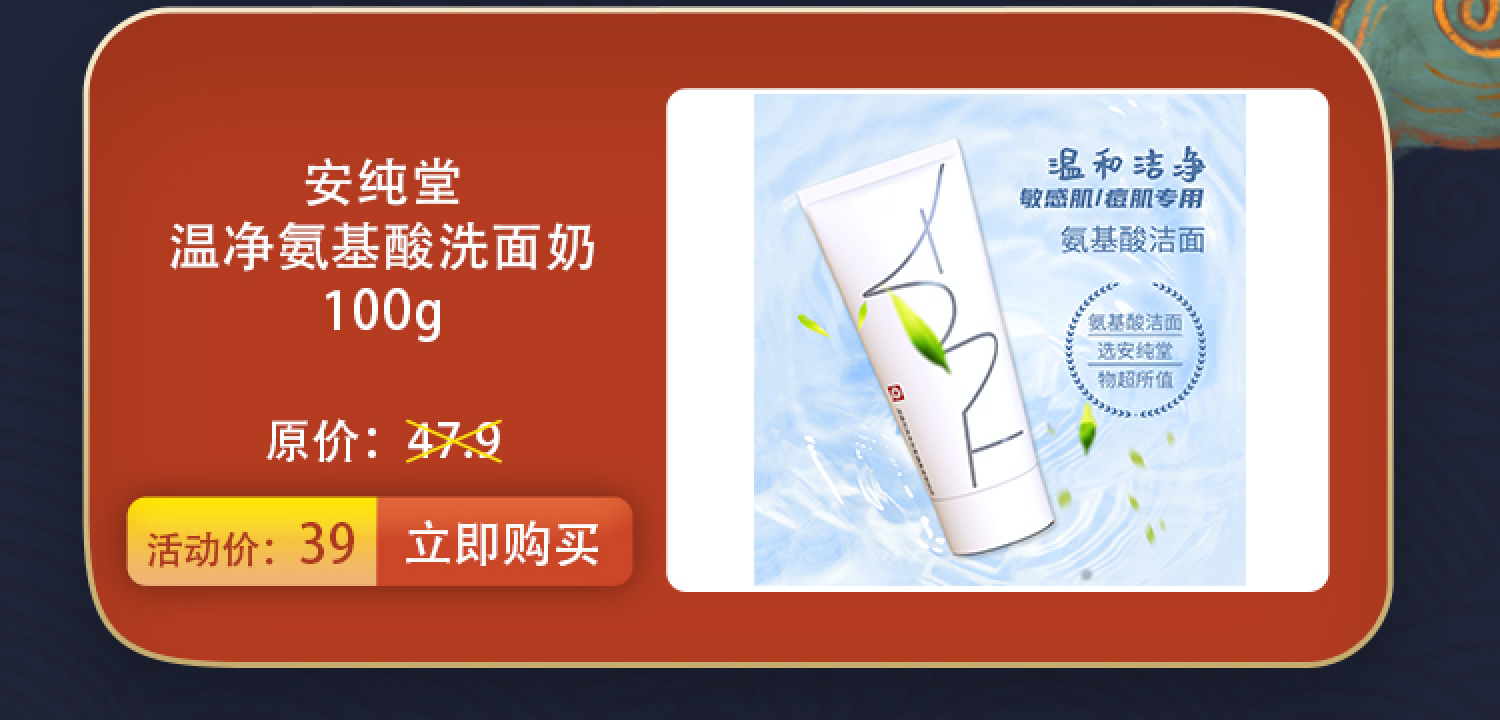 安纯堂
温净氨基酸洗面奶
100g
原价：47.9
活动价：39
立即购买
温和洁净
敏感肌/痘肌专用
氨基酸洁面
氨基酸洁面
选安纯堂
物超所值